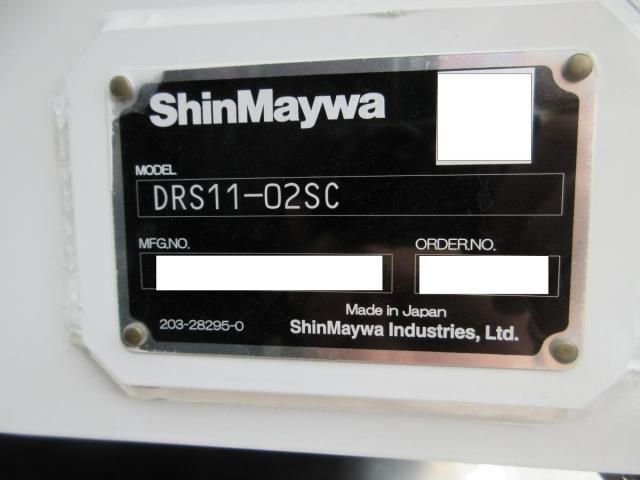 ShinMaywa
MODEL
DRS11-02SC
MFG.NO.
ORDER.NO.
Made in Japan
203-28295-0
ShinMaywa Industries, Ltd.